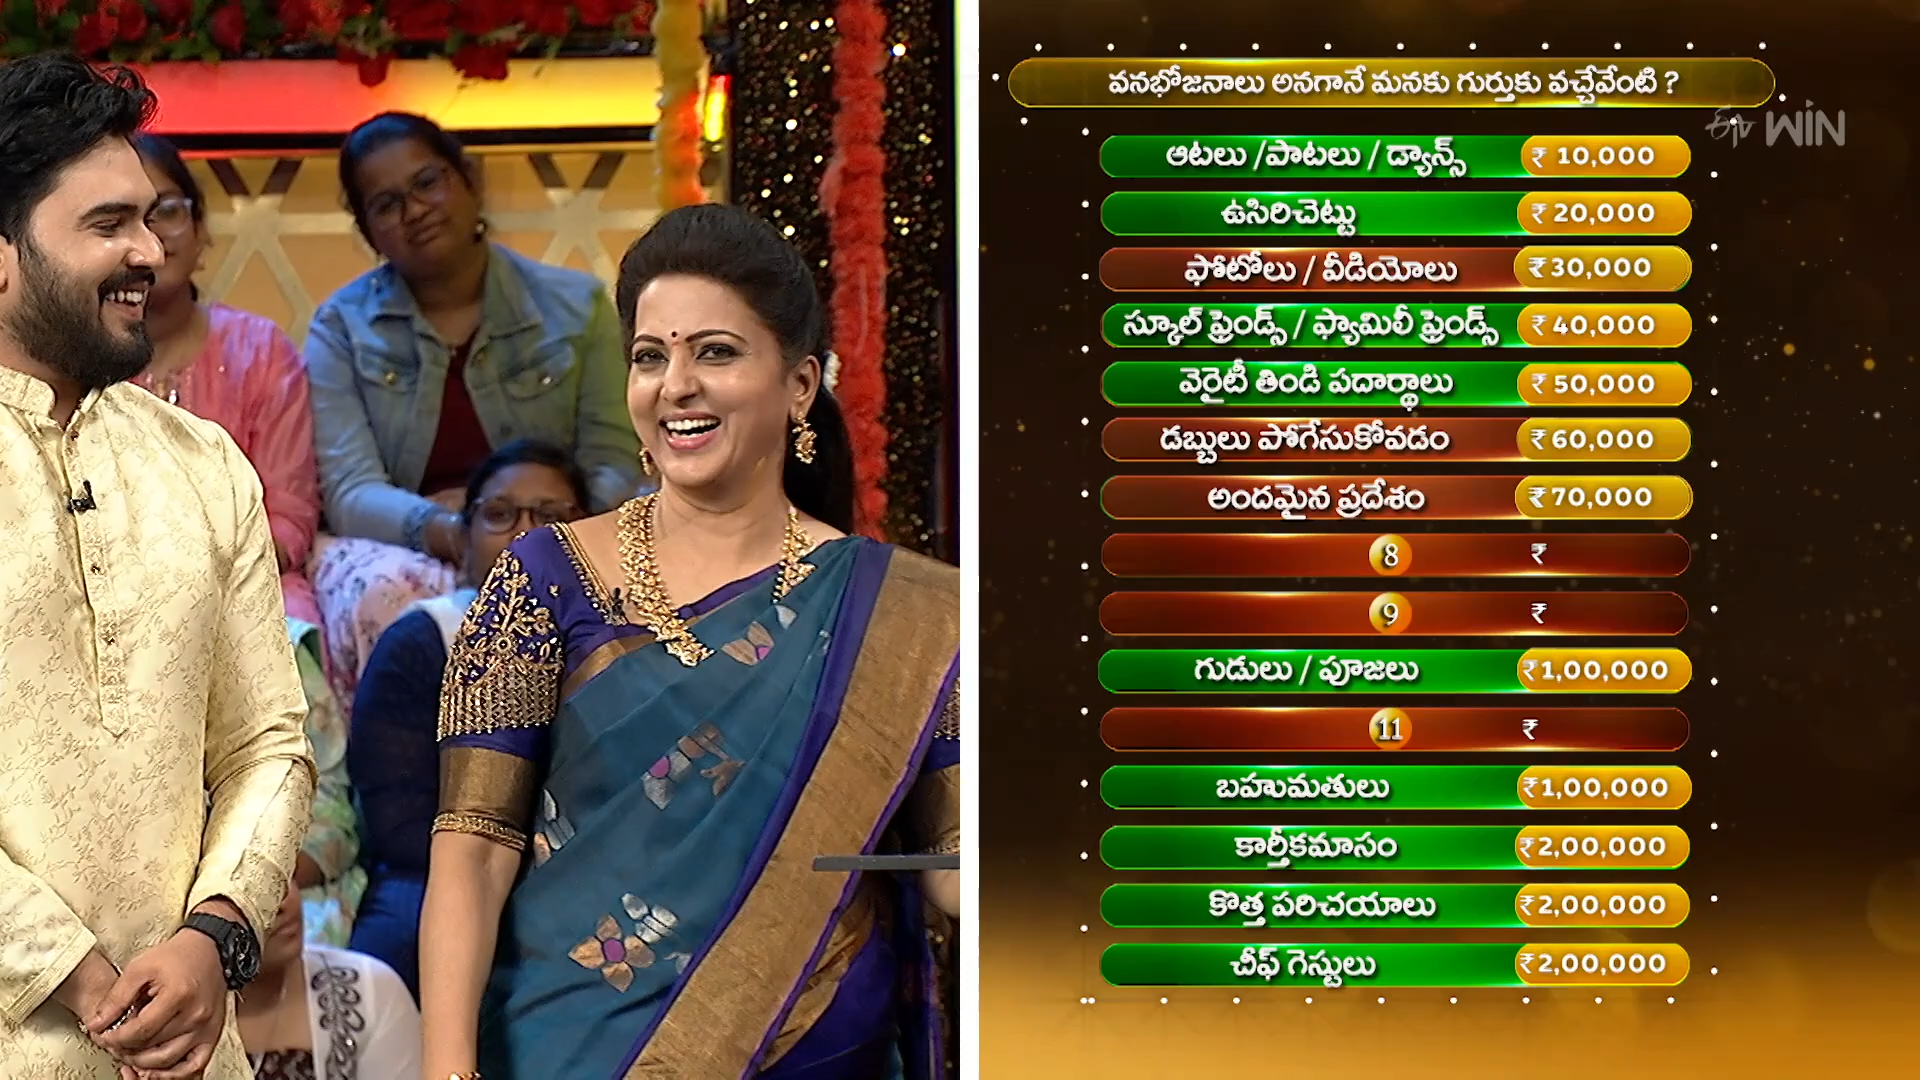 వనభోజనాలు అనగానే మనకు గుర్తుకు వచ్చేవేంటి ?
ఈటీవీ WIN
ఆటలు /పాటలు / డ్యాన్స్ ₹ 10,000
ఉసిరిచెట్టు ₹ 20,000
ఫోటోలు / వీడియోలు ₹ 30,000
స్కూల్ ఫ్రెండ్స్ / ఫ్యామిలీ ఫ్రెండ్స్ ₹ 40,000
వెరైటీ తిండి పదార్థాలు ₹ 50,000
డబ్బులు పోగేసుకోవడం ₹ 60,000
అందమైన ప్రదేశం ₹ 70,000
8 ₹
9 ₹
గుడులు / పూజలు ₹1,00,000
11 ₹
బహుమతులు ₹1,00,000
కార్తీకమాసం ₹2,00,000
కొత్త పరిచయాలు ₹2,00,000
చీఫ్ గెస్టులు ₹2,00,000